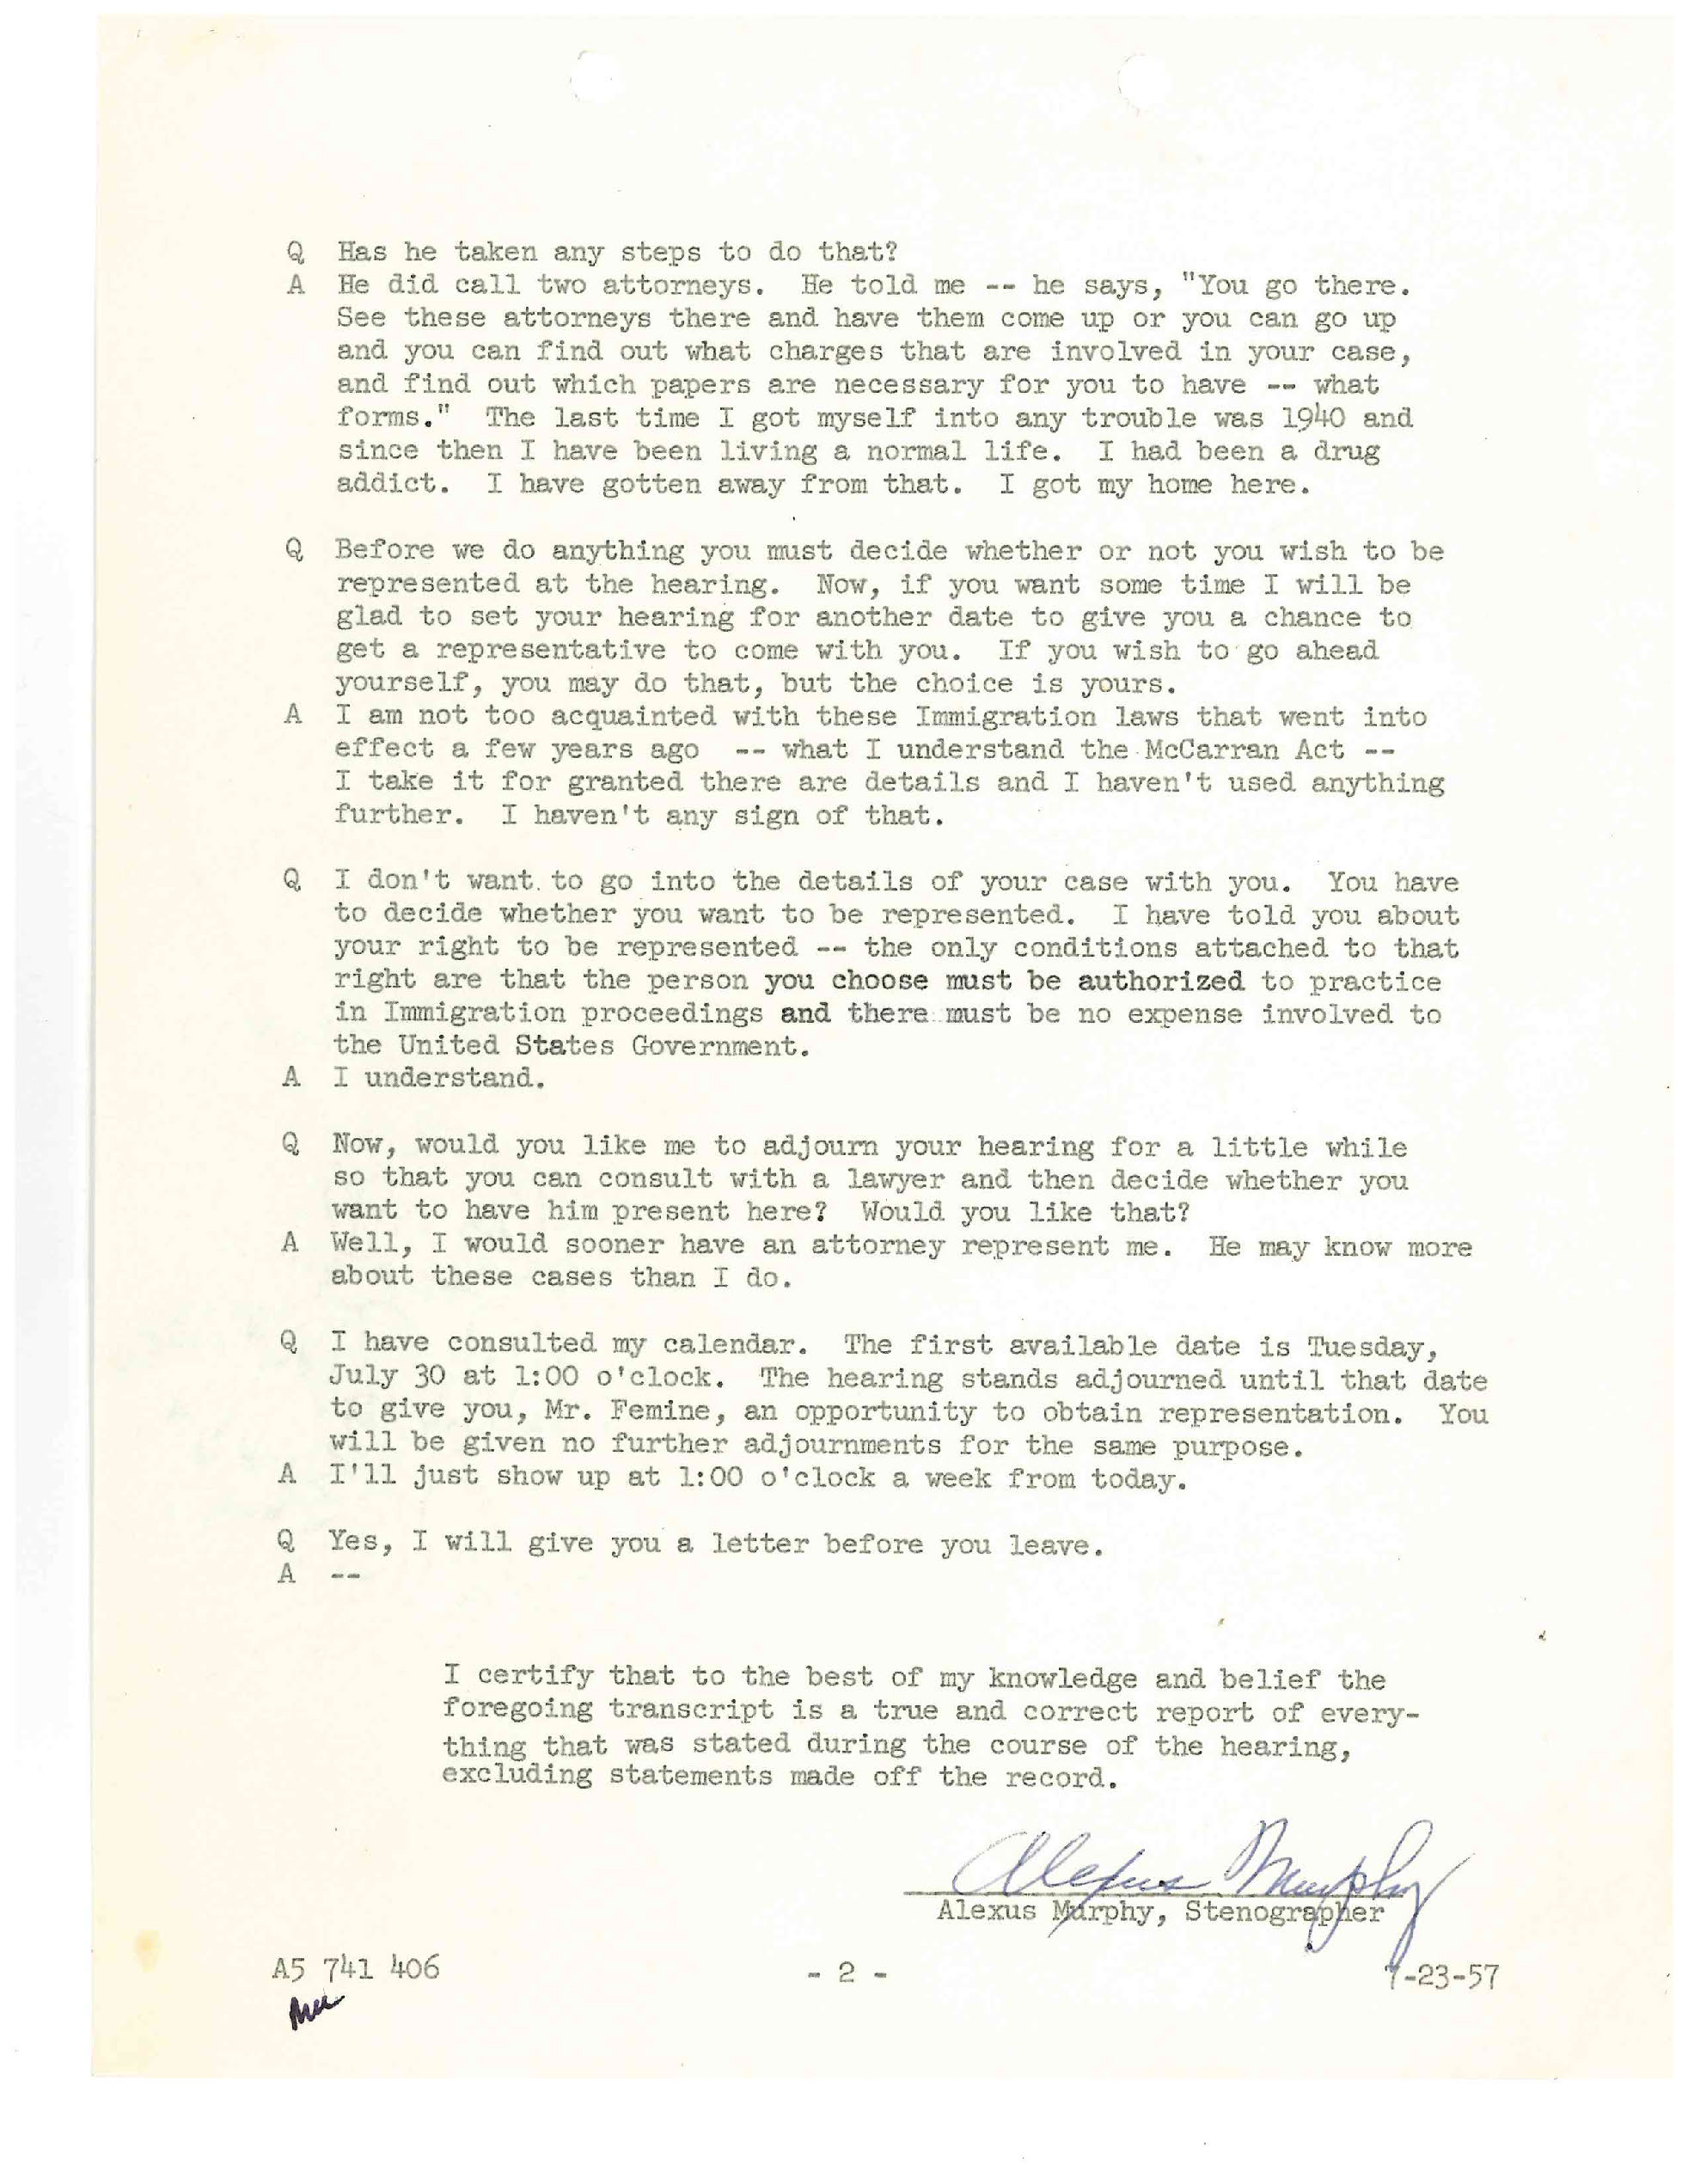 Q Has he taken any steps to do that?
A He did call two attorneys. He told me -- he says, "You go there.
See these attorneys there and have them come up or you can go up
and you can find out what charges that are involved in your case,
and find out which papers are necessary for you to have -- what
forms." The last time I got myself into any trouble was 1940 and
since then I have been living a normal life. I had been a drug
addict. I have gotten away from that. I got my home here.
Q Before we do anything you must decide whether or not you wish to be
represented at the hearing. Now, if you want some time I will be
glad to set your hearing for another date to give you a chance to
get a representative to come with you. If you wish to go ahead
yourself, you may do that, but the choice is yours.
A I am not too acquainted with these Immigration laws that went into
effect a few years ago -- what I understand the McCarran Act --
I take it for granted there are details and I haven't used anything
further. I haven't any sign of that.
Q I don't want to go into the details of your case with you. You have
to decide whether you want to be represented. I have told you about
your right to be represented -- the only conditions attached to that
right are that the person you choose must be authorized to practice
in Immigration proceedings and there must be no expense involved to
the United States Government.
A I understand.
Q Now, would you like me to adjourn your hearing for a little while
so that you can consult with a lawyer and then decide whether you
want to have him present here? Would you like that?
A Well, I would sooner have an attorney represent me. He may know more
about these cases than I do.
Q I have consulted my calendar. The first available date is Tuesday,
July 30 at 1:00 o'clock. The hearing stands adjourned until that date
to give you, Mr. Femine, an opportunity to obtain representation. You
will be given no further adjournments for the same purpose.
A I'll just show up at 1:00 o'clock a week from today.
Q Yes, I will give you a letter before you leave.
A --
I certify that to the best of my knowledge and belief the
foregoing transcript is a true and correct report of every-
thing that was stated during the course of the hearing,
excluding statements made off the record.
Alexus Murphy
Alexus Murphy, Stenographer
A5 741 406 - 2 - 7-23-57